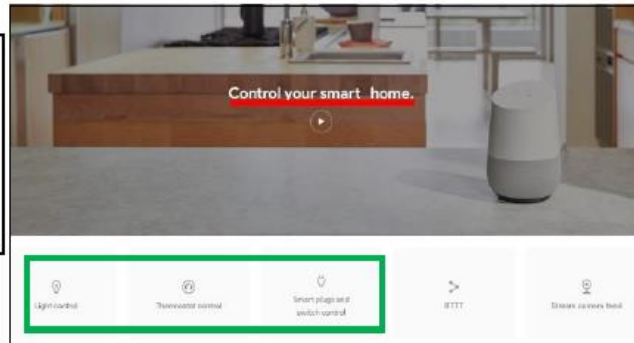 Control your smart home.
Light control
Thermostat control
Smart plugs and
switch control
IFTTT
Stream camera feed